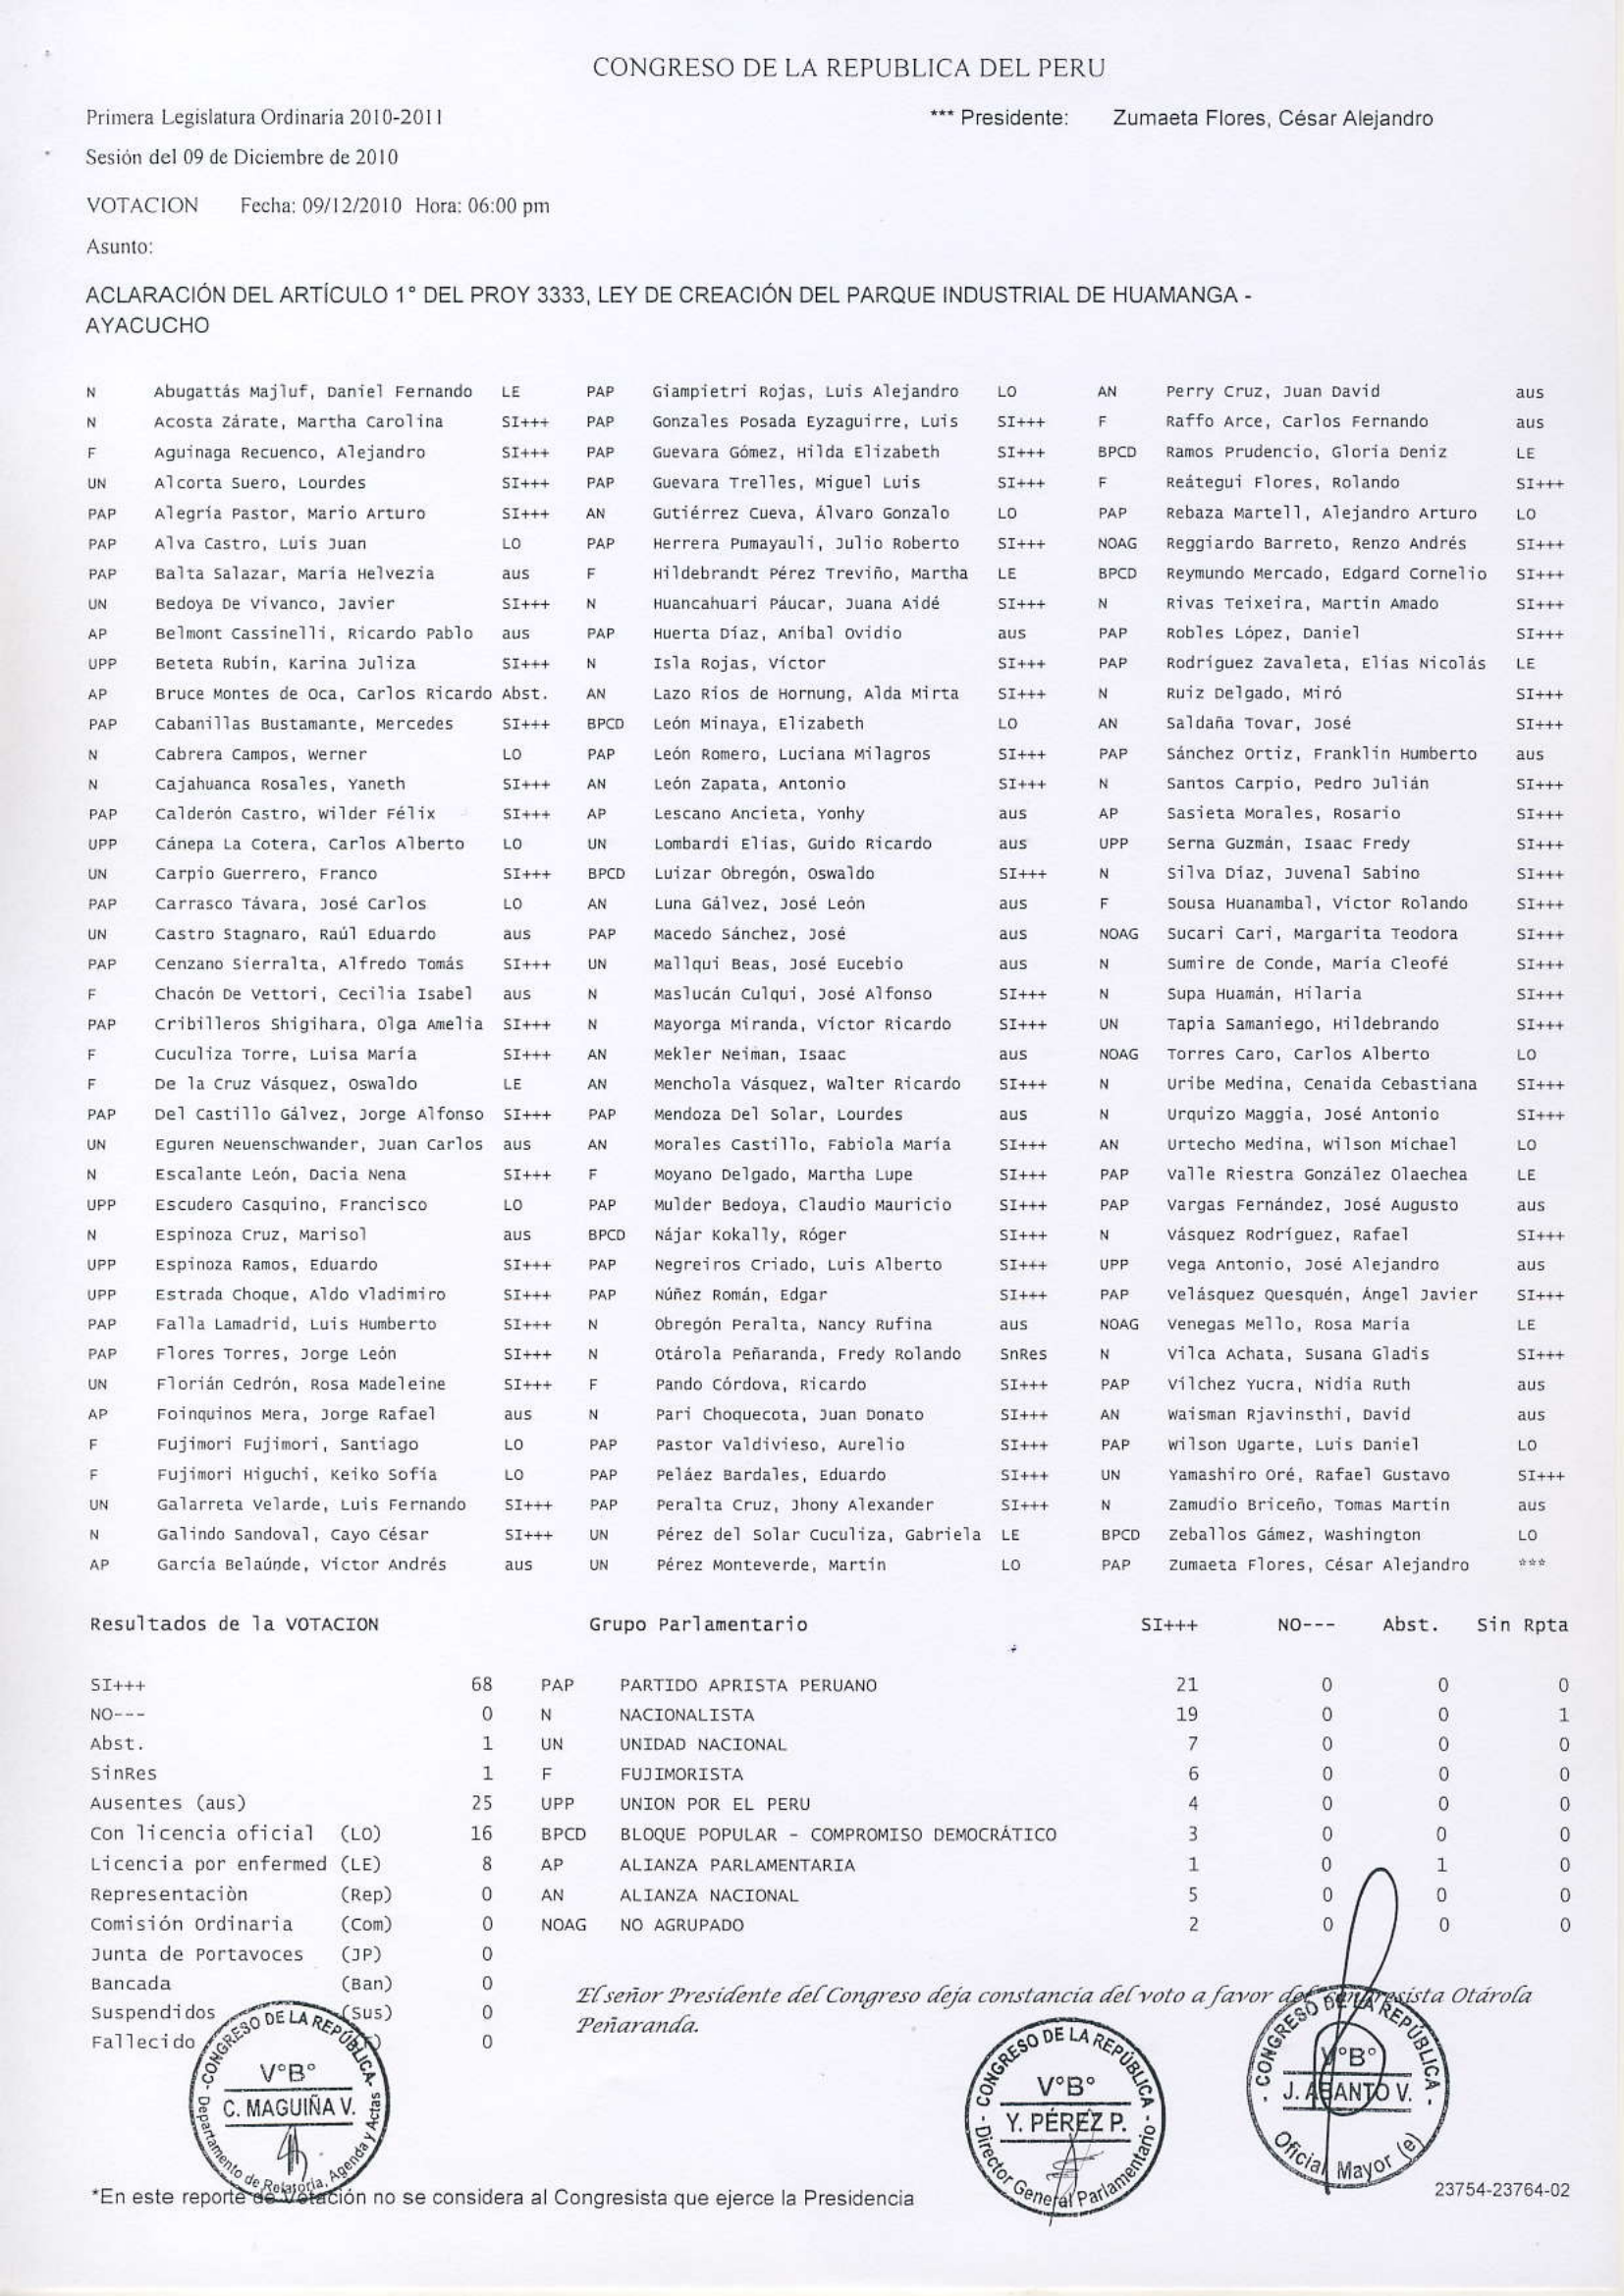 CONGRESO DE LA REPUBLICA DEL PERU
Primera Legislatura Ordinaria 2010-2011 *** Presidente: Zumaeta Flores, César Alejandro
Sesión del 09 de Diciembre de 2010
VOTACION Fecha: 09/12/2010 Hora: 06:00 pm
Asunto:
ACLARACIÓN DEL ARTÍCULO 1° DEL PROY 3333, LEY DE CREACIÓN DEL PARQUE INDUSTRIAL DE HUAMANGA -
AYACUCHO
N Abugattás Majluf, Daniel Fernando LE PAP Giampietri Rojas, Luis Alejandro LO AN Perry Cruz, Juan David aus
N Acosta Zárate, Martha Carolina SI+++ PAP Gonzales Posada Eyzaguirre, Luis SI+++ F Raffo Arce, Carlos Fernando aus
F Aguinaga Recuenco, Alejandro SI+++ PAP Guevara Gómez, Hilda Elizabeth SI+++ BPCD Ramos Prudencio, Gloria Deniz LE
UN Alcorta Suero, Lourdes SI+++ PAP Guevara Trelles, Miguel Luis SI+++ F Reátegui Flores, Rolando SI+++
PAP Alegría Pastor, Mario Arturo SI+++ AN Gutiérrez Cueva, Álvaro Gonzalo LO PAP Rebaza Martell, Alejandro Arturo LO
PAP Alva Castro, Luis Juan LO PAP Herrera Pumayauli, Julio Roberto SI+++ NOAG Reggiardo Barreto, Renzo Andrés SI+++
PAP Balta Salazar, María Helvezia aus F Hildebrandt Pérez Treviño, Martha LE BPCD Reymundo Mercado, Edgard Cornelio SI+++
UN Bedoya De Vivanco, Javier SI+++ N Huancahuari Páucar, Juana Aidé SI+++ N Rivas Teixeira, Martín Amado SI+++
AP Belmont Cassinelli, Ricardo Pablo aus PAP Huerta Díaz, Aníbal Ovidio aus PAP Robles López, Daniel SI+++
UPP Beteta Rubín, Karina Juliza SI+++ N Isla Rojas, Víctor SI+++ PAP Rodríguez Zavaleta, Elías Nicolás LE
AP Bruce Montes de Oca, Carlos Ricardo Abst. AN Lazo Ríos de Hornung, Alda Mirta SI+++ N Ruiz Delgado, Miró SI+++
PAP Cabanillas Bustamante, Mercedes SI+++ BPCD León Minaya, Elizabeth LO AN Saldaña Tovar, José SI+++
N Cabrera Campos, Werner LO PAP León Romero, Luciana Milagros SI+++ PAP Sánchez Ortiz, Franklin Humberto aus
N Cajahuanca Rosales, Yaneth SI+++ AN León Zapata, Antonio SI+++ N Santos Carpio, Pedro Julián SI+++
PAP Calderón Castro, Wilder Félix SI+++ AP Lescano Ancieta, Yonhy aus AP Sasieta Morales, Rosario SI+++
UPP Cánepa La Cotera, Carlos Alberto LO UN Lombardi Elías, Guido Ricardo aus UPP Serna Guzmán, Isaac Fredy SI+++
UN Carpio Guerrero, Franco SI+++ BPCD Luizar Obregón, Oswaldo SI+++ N Silva Díaz, Juvenal Sabino SI+++
PAP Carrasco Távara, José Carlos LO AN Luna Gálvez, José León aus F Sousa Huanambal, Víctor Rolando SI+++
UN Castro Stagnaro, Raúl Eduardo aus PAP Macedo Sánchez, José aus NOAG Sucari Cari, Margarita Teodora SI+++
PAP Cenzano Sierralta, Alfredo Tomás SI+++ UN Mallqui Beas, José Eucebio aus N Sumire de Conde, María Cleofé SI+++
F Chacón De Vettori, Cecilia Isabel aus N Maslucán Culqui, José Alfonso SI+++ N Supa Huamán, Hilaria SI+++
PAP Cribilleros Shigihara, Olga Amelia SI+++ N Mayorga Miranda, Víctor Ricardo SI+++ UN Tapia Samaniego, Hildebrando SI+++
F Cuculiza Torre, Luisa María SI+++ AN Mekler Neiman, Isaac aus NOAG Torres Caro, Carlos Alberto LO
F De la Cruz Vásquez, Oswaldo LE AN Menchola Vásquez, Walter Ricardo SI+++ N Uribe Medina, Cenaida Cebastiana SI+++
PAP Del Castillo Gálvez, Jorge Alfonso SI+++ PAP Mendoza Del Solar, Lourdes aus N Urquizo Maggia, José Antonio SI+++
UN Eguren Neuenschwander, Juan Carlos aus AN Morales Castillo, Fabiola María SI+++ AN Urtecho Medina, Wilson Michael LO
N Escalante León, Dacia Nena SI+++ F Moyano Delgado, Martha Lupe SI+++ PAP Valle Riestra González Olaechea LE
UPP Escudero Casquino, Francisco LO PAP Mulder Bedoya, Claudio Mauricio SI+++ PAP Vargas Fernández, José Augusto aus
N Espinoza Cruz, Marisol aus BPCD Nájar Kokally, Róger SI+++ N Vásquez Rodríguez, Rafael SI+++
UPP Espinoza Ramos, Eduardo SI+++ PAP Negreiros Criado, Luis Alberto SI+++ UPP Vega Antonio, José Alejandro aus
UPP Estrada Choque, Aldo Vladimiro SI+++ PAP Núñez Román, Edgar SI+++ PAP Velásquez Quesquén, Ángel Javier SI+++
PAP Falla Lamadrid, Luis Humberto SI+++ N Obregón Peralta, Nancy Rufina aus NOAG Venegas Mello, Rosa María LE
PAP Flores Torres, Jorge León SI+++ N Otárola Peñaranda, Fredy Rolando SnRes N Vilca Achata, Susana Gladis SI+++
UN Florián Cedrón, Rosa Madeleine SI+++ F Pando Córdova, Ricardo SI+++ PAP Vilchez Yucra, Nidia Ruth aus
AP Foinquinos Mera, Jorge Rafael aus N Pari Choquecota, Juan Donato SI+++ AN Waisman Rjavinsthi, David aus
F Fujimori Fujimori, Santiago LO PAP Pastor Valdivieso, Aurelio SI+++ PAP Wilson Ugarte, Luis Daniel LO
F Fujimori Higuchi, Keiko Sofía LO PAP Peláez Bardales, Eduardo SI+++ UN Yamashiro Oré, Rafael Gustavo SI+++
UN Galarreta Velarde, Luis Fernando SI+++ PAP Peralta Cruz, Jhony Alexander SI+++ N Zamudio Briceño, Tomas Martin aus
N Galindo Sandoval, Cayo César SI+++ UN Pérez del Solar Cuculiza, Gabriela LE BPCD Zeballos Gámez, Washington LO
AP García Belaúnde, Víctor Andrés aus UN Pérez Monteverde, Martín LO PAP Zumaeta Flores, César Alejandro ***
Resultados de la VOTACION Grupo Parlamentario SI+++ NO--- Abst. Sin Rpta
SI+++ 68 PAP PARTIDO APRISTA PERUANO 21 0 0 0
NO--- 0 N NACIONALISTA 19 0 0 1
Abst. 1 UN UNIDAD NACIONAL 7 0 0 0
SinRes 1 F FUJIMORISTA 6 0 0 0
Ausentes (aus) 25 UPP UNION POR EL PERU 4 0 0 0
Con licencia oficial (LO) 16 BPCD BLOQUE POPULAR - COMPROMISO DEMOCRÁTICO 3 0 0 0
Licencia por enfermed (LE) 8 AP ALIANZA PARLAMENTARIA 1 0 1 0
Representaciòn (Rep) 0 AN ALIANZA NACIONAL 5 0 0 0
Comisión Ordinaria (Com) 0 NOAG NO AGRUPADO 2 0 0 0
Junta de Portavoces (JP) 0
Bancada (Ban) 0
El señor Presidente del Congreso deja constancia del voto a favor del congresista Otárola
Peñaranda.
Suspendidos (Sus) 0
Fallecido 0
-CONGRESO DE LA REPÚBLICA-
V°B°
C. MAGUIÑA V.
Departamento de Relatoría, Agenda y Actas
- CONGRESO DE LA REPÚBLICA -
V°B°
Y. PÉREZ P.
Director General Parlamentario
- CONGRESO DE LA REPÚBLICA -
V°B°
J. ABANTO V.
Oficial Mayor (e)
*En este reporte de Votación no se considera al Congresista que ejerce la Presidencia
23754-23764-02